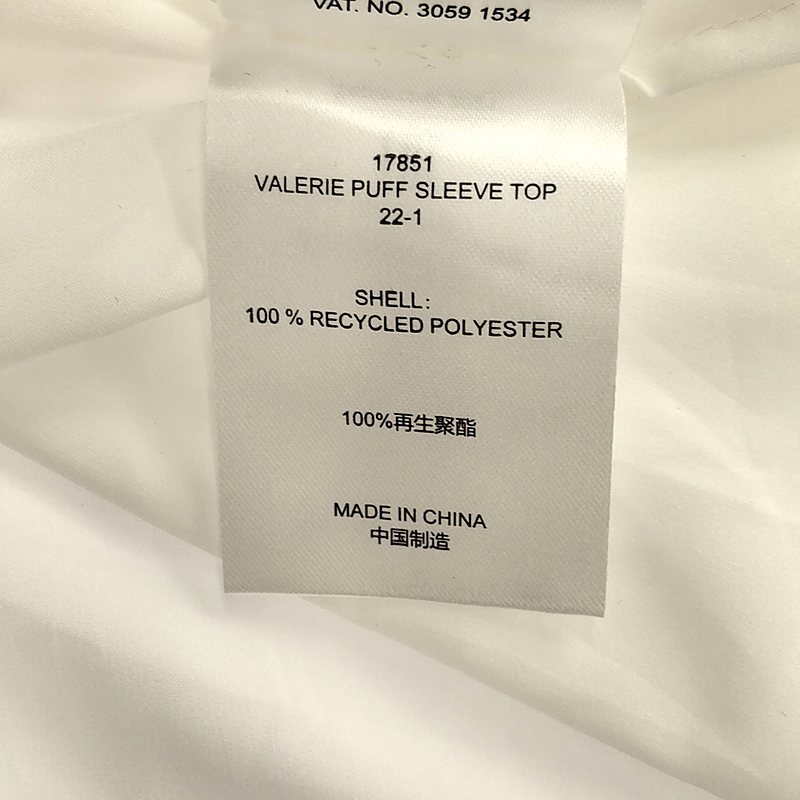 VAT. NO. 3059 1534
17851
VALERIE PUFF SLEEVE TOP
22-1
SHELL:
100 % RECYCLED POLYESTER
100%再生聚酯
MADE IN CHINA
中国制造